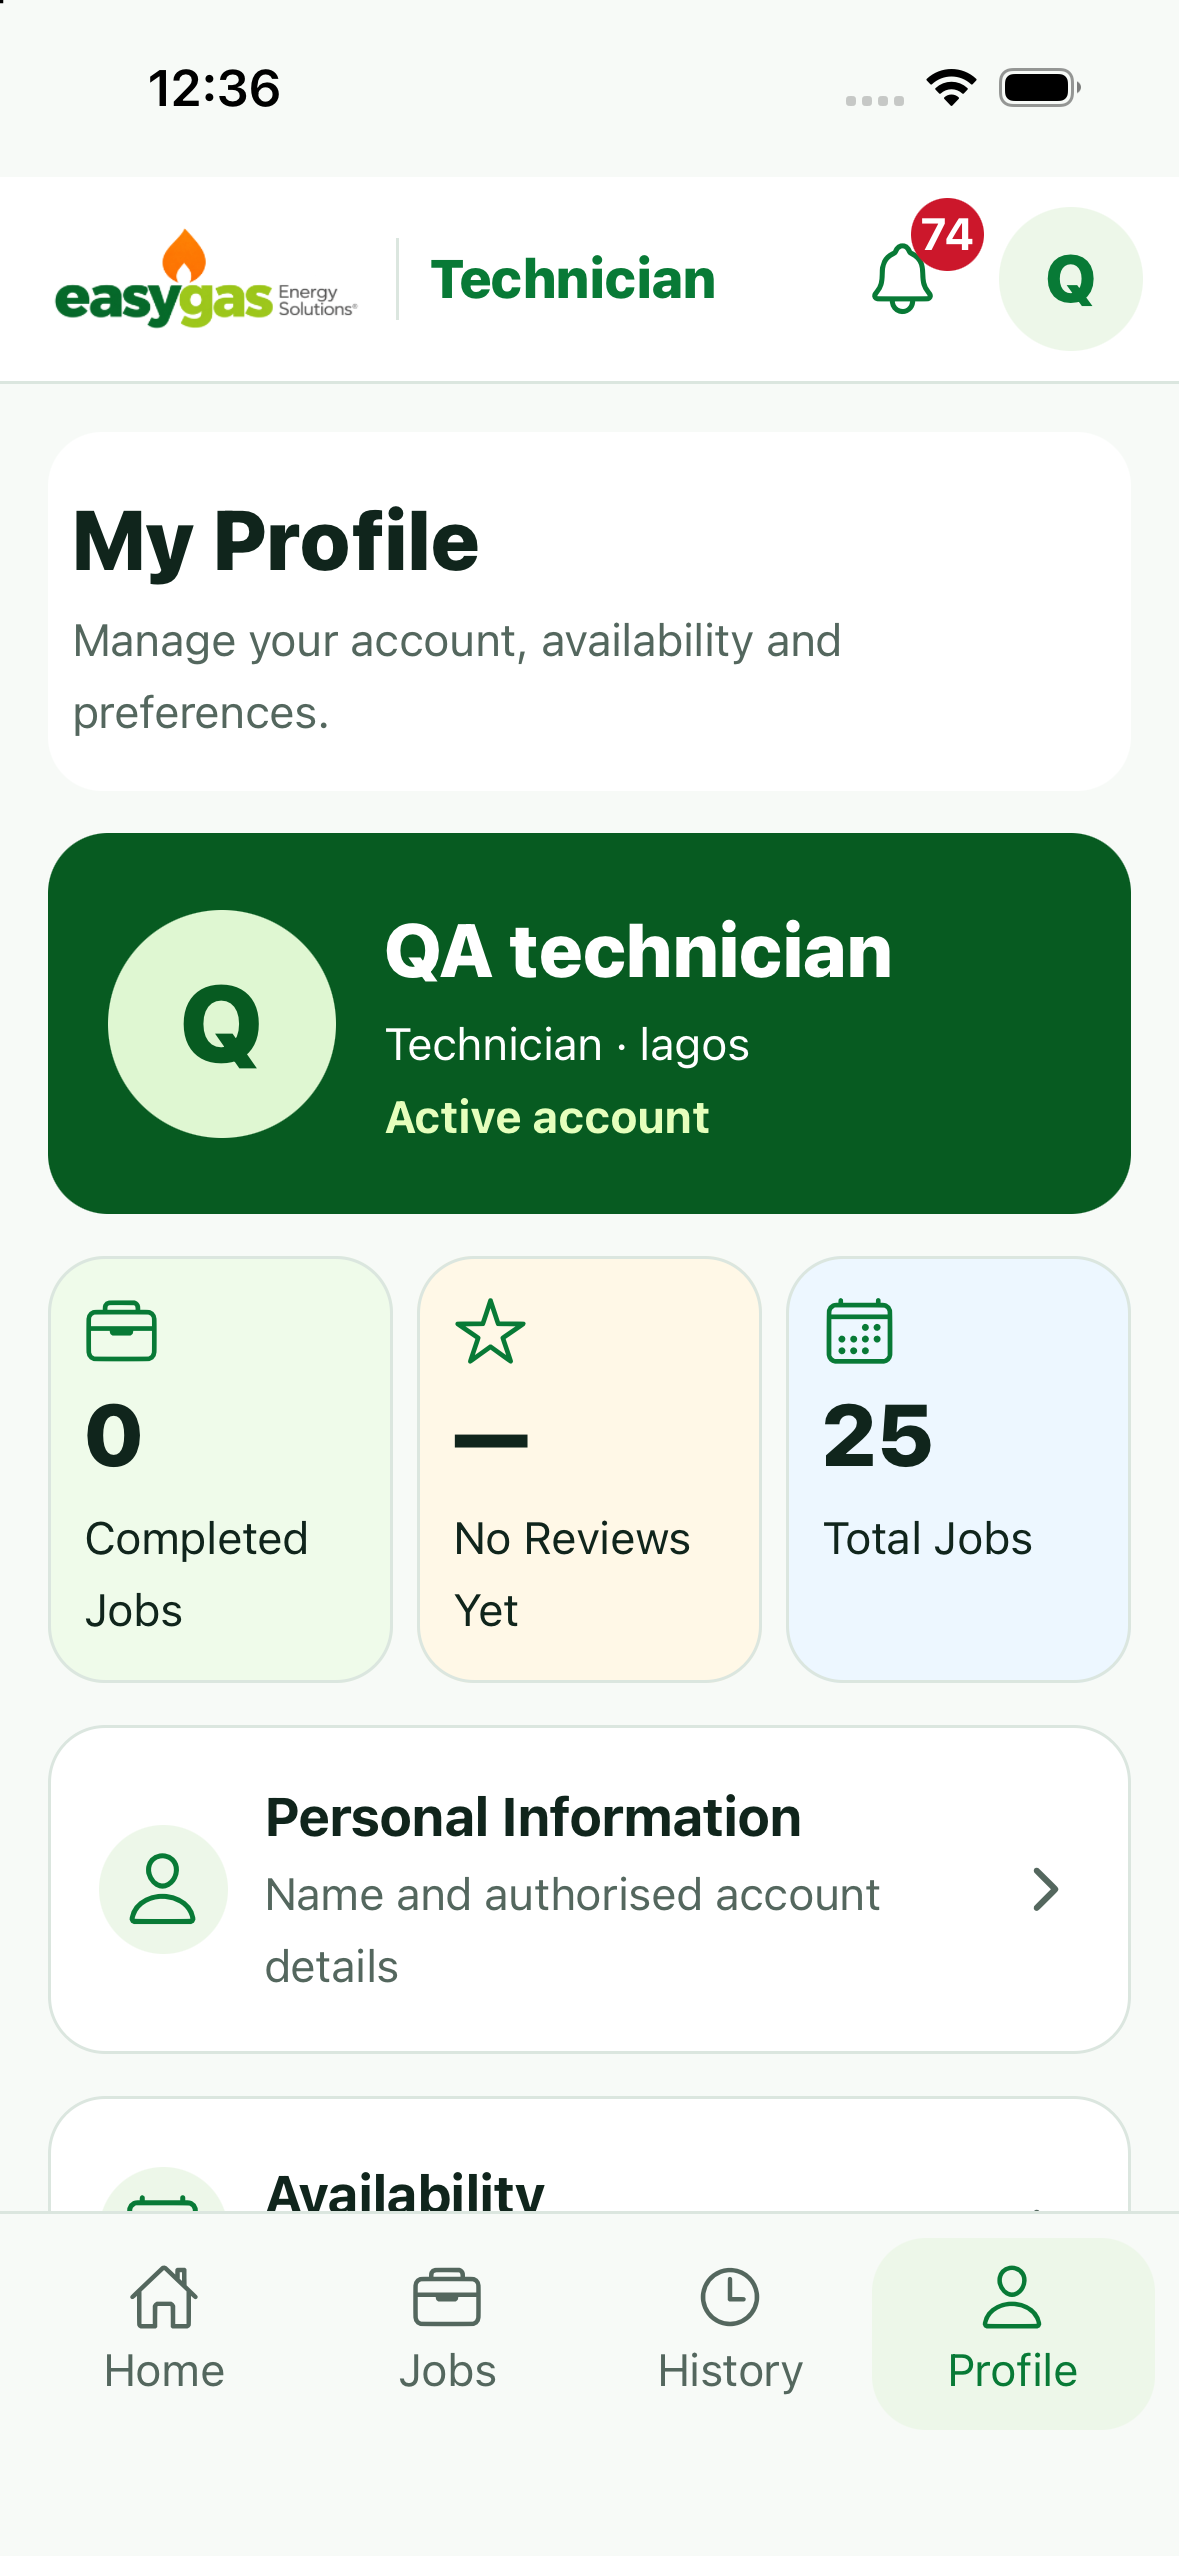 12:36
easygas Energy
Solutions®
Technician
74
Q
My Profile
Manage your account, availability and
preferences.
Q
QA technician
Technician · lagos
Active account
0
Completed
Jobs
—
No Reviews
Yet
25
Total Jobs
Personal Information
Name and authorised account
details
Availability
Home
Jobs
History
Profile